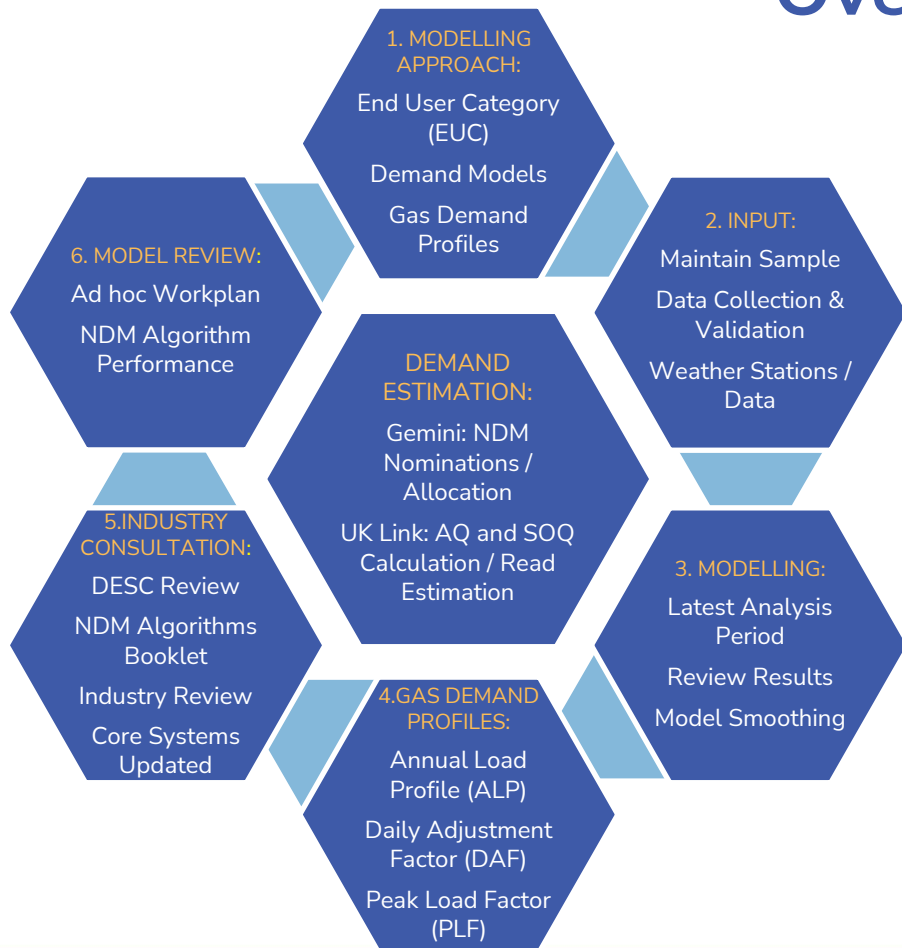 1. MODELLING
APPROACH:
End User Category
(EUC)
Demand Models
Gas Demand
Profiles
2. INPUT:
Maintain Sample
Data Collection &
Validation
Weather Stations /
Data
3. MODELLING:
Latest Analysis
Period
Review Results
Model Smoothing
4.GAS DEMAND
PROFILES:
Annual Load
Profile (ALP)
Daily Adjustment
Factor (DAF)
Peak Load Factor
(PLF)
5.INDUSTRY
CONSULTATION:
DESC Review
NDM Algorithms
Booklet
Industry Review
Core Systems
Updated
6. MODEL REVIEW:
Ad hoc Workplan
NDM Algorithm
Performance
DEMAND
ESTIMATION:
Gemini: NDM
Nominations /
Allocation
UK Link: AQ and SOQ
Calculation / Read
Estimation